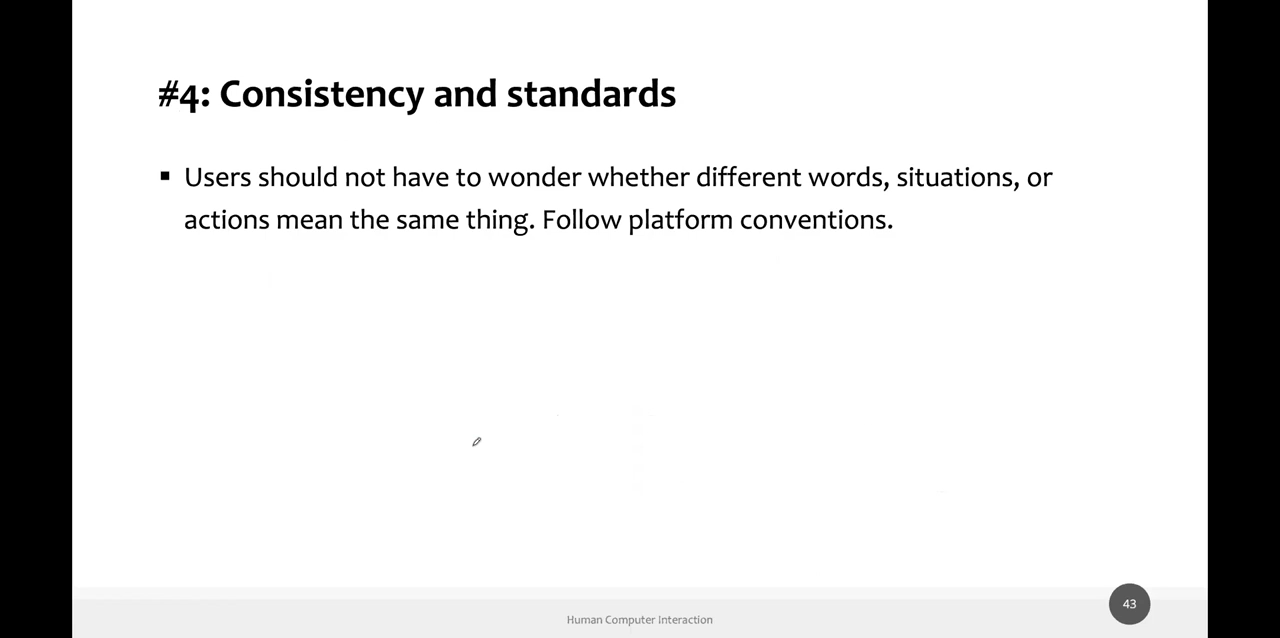 #4: Consistency and standards
▪ Users should not have to wonder whether different words, situations, or
actions mean the same thing. Follow platform conventions.
Human Computer Interaction
43